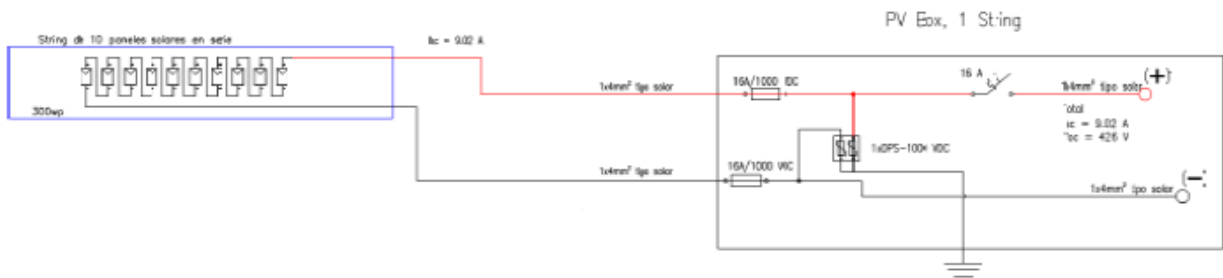 PV Box, 1 String
String de 10 paneles solares en serie
Isc = 9.02 A
300wp
1x4mm² tipo solar
16A/1000 VDC
16 A
1x4mm² tipo solar
(+)
Total
Isc = 9.02 A
Voc = 426 V
1xDPS-1000 VDC
1x4mm² tipo solar
16A/1000 VDC
1x4mm² tipo solar
(-)